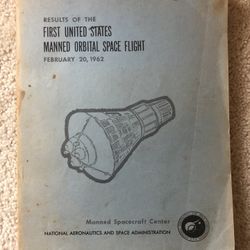 RESULTS OF THE
FIRST UNITED STATES
MANNED ORBITAL SPACE FLIGHT
FEBRUARY 20, 1962
Manned Spacecraft Center
NATIONAL AERONAUTICS AND SPACE ADMINISTRATION